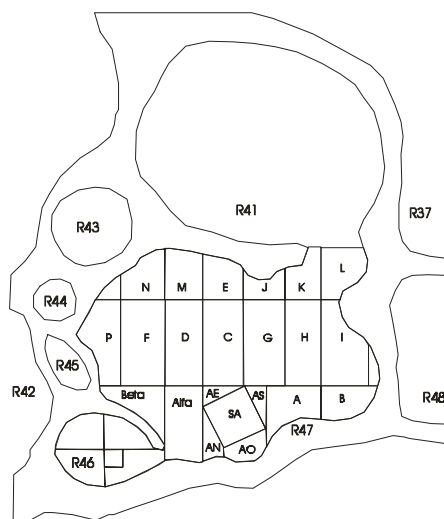 R41
R37
R43
L
N M E J K
R44
P F D C G H I
R45
R42
Beta Alfa AE AS A B
SA
R48
R47
AN AO
R46